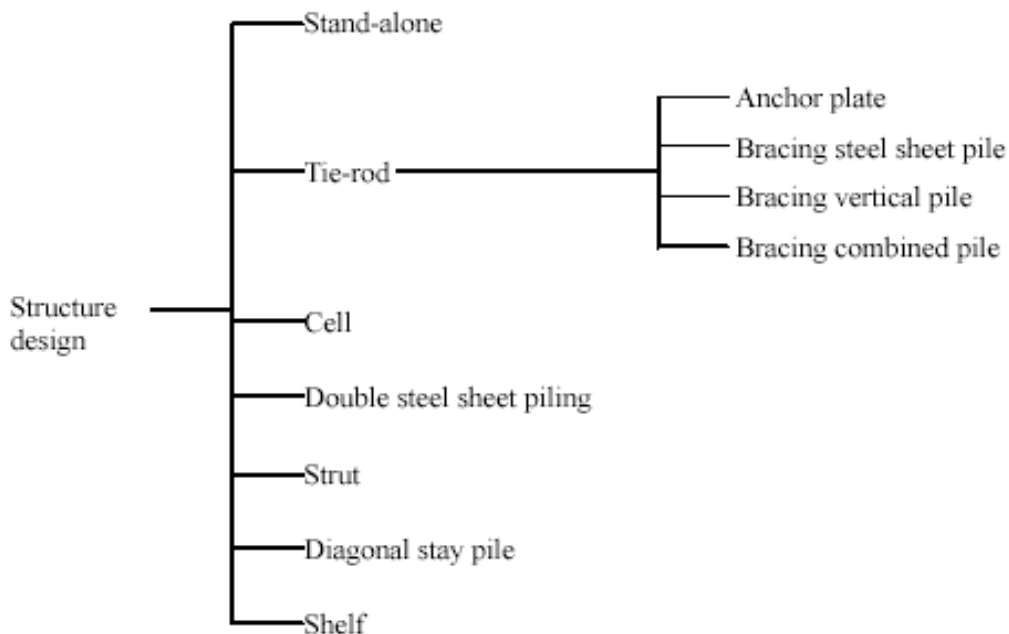 Stand-alone
Anchor plate
Bracing steel sheet pile
Tie-rod
Bracing vertical pile
Bracing combined pile
Structure
design
Cell
Double steel sheet piling
Strut
Diagonal stay pile
Shelf